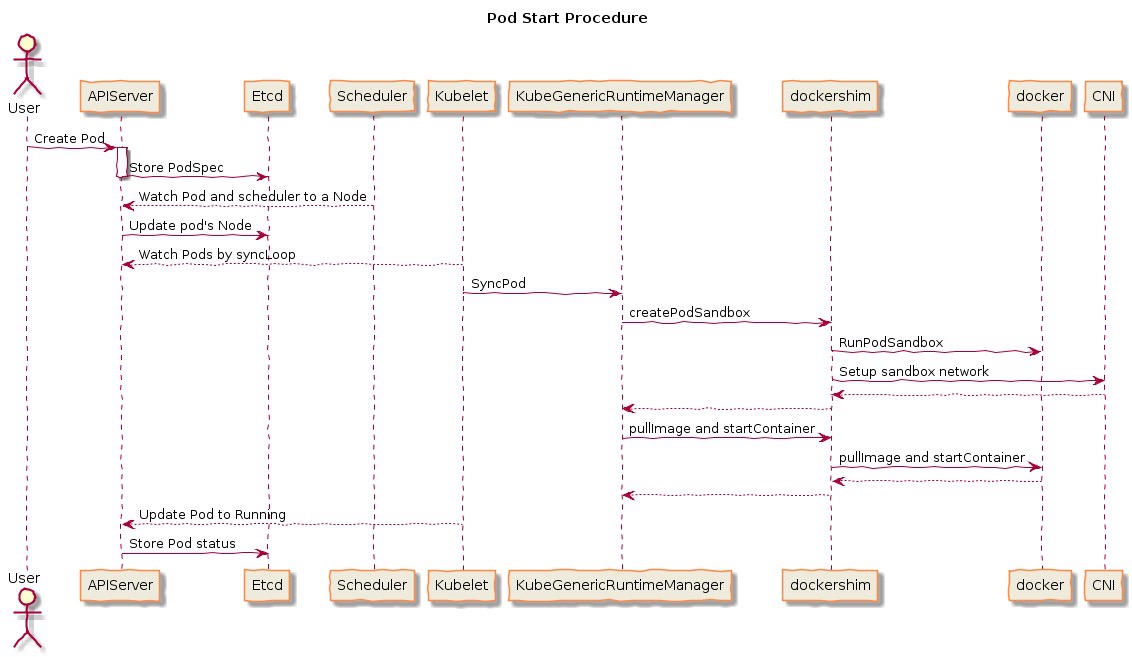 Pod Start Procedure
User
APIServer
Etcd
Scheduler
Kubelet
KubeGenericRuntimeManager
dockershim
docker
CNI
Create Pod
Store PodSpec
Watch Pod and scheduler to a Node
Update pod's Node
Watch Pods by syncLoop
SyncPod
createPodSandbox
RunPodSandbox
Setup sandbox network
pullImage and startContainer
pullImage and startContainer
Update Pod to Running
Store Pod status
User
APIServer
Etcd
Scheduler
Kubelet
KubeGenericRuntimeManager
dockershim
docker
CNI